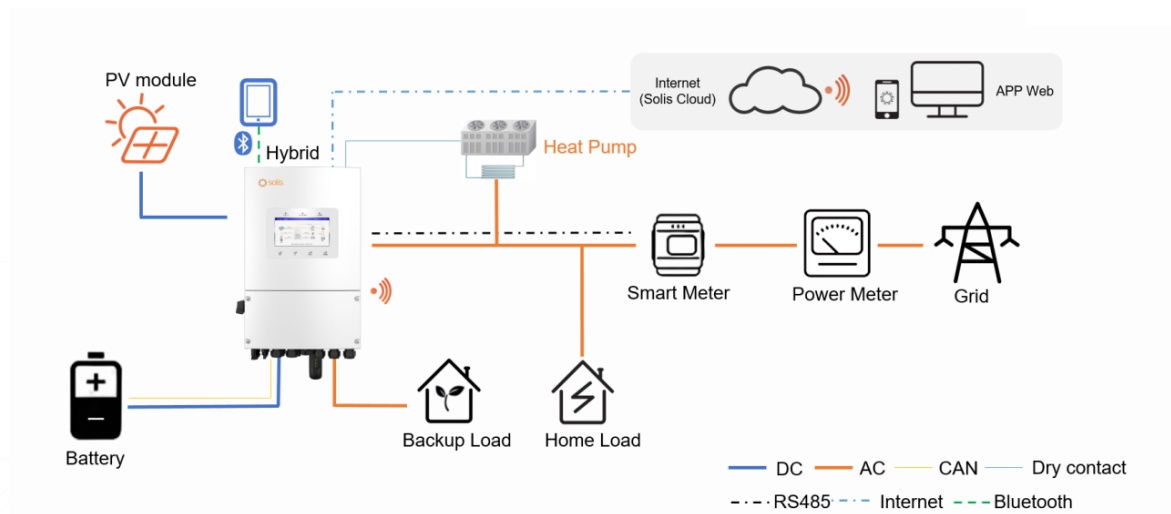 PV module
Internet
(Solis Cloud)
APP Web
Hybrid
Heat Pump
solis
Smart Meter
Power Meter
Grid
Battery
Backup Load
Home Load
DC
AC
CAN
Dry contact
RS485
Internet
Bluetooth